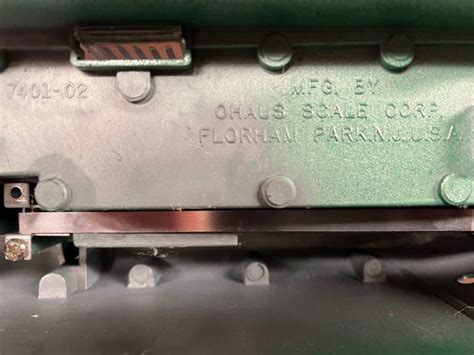 7401-02
MFG. BY
OHAUS SCALE CORP.
FLORHAM PARK.N.J.U.S.A